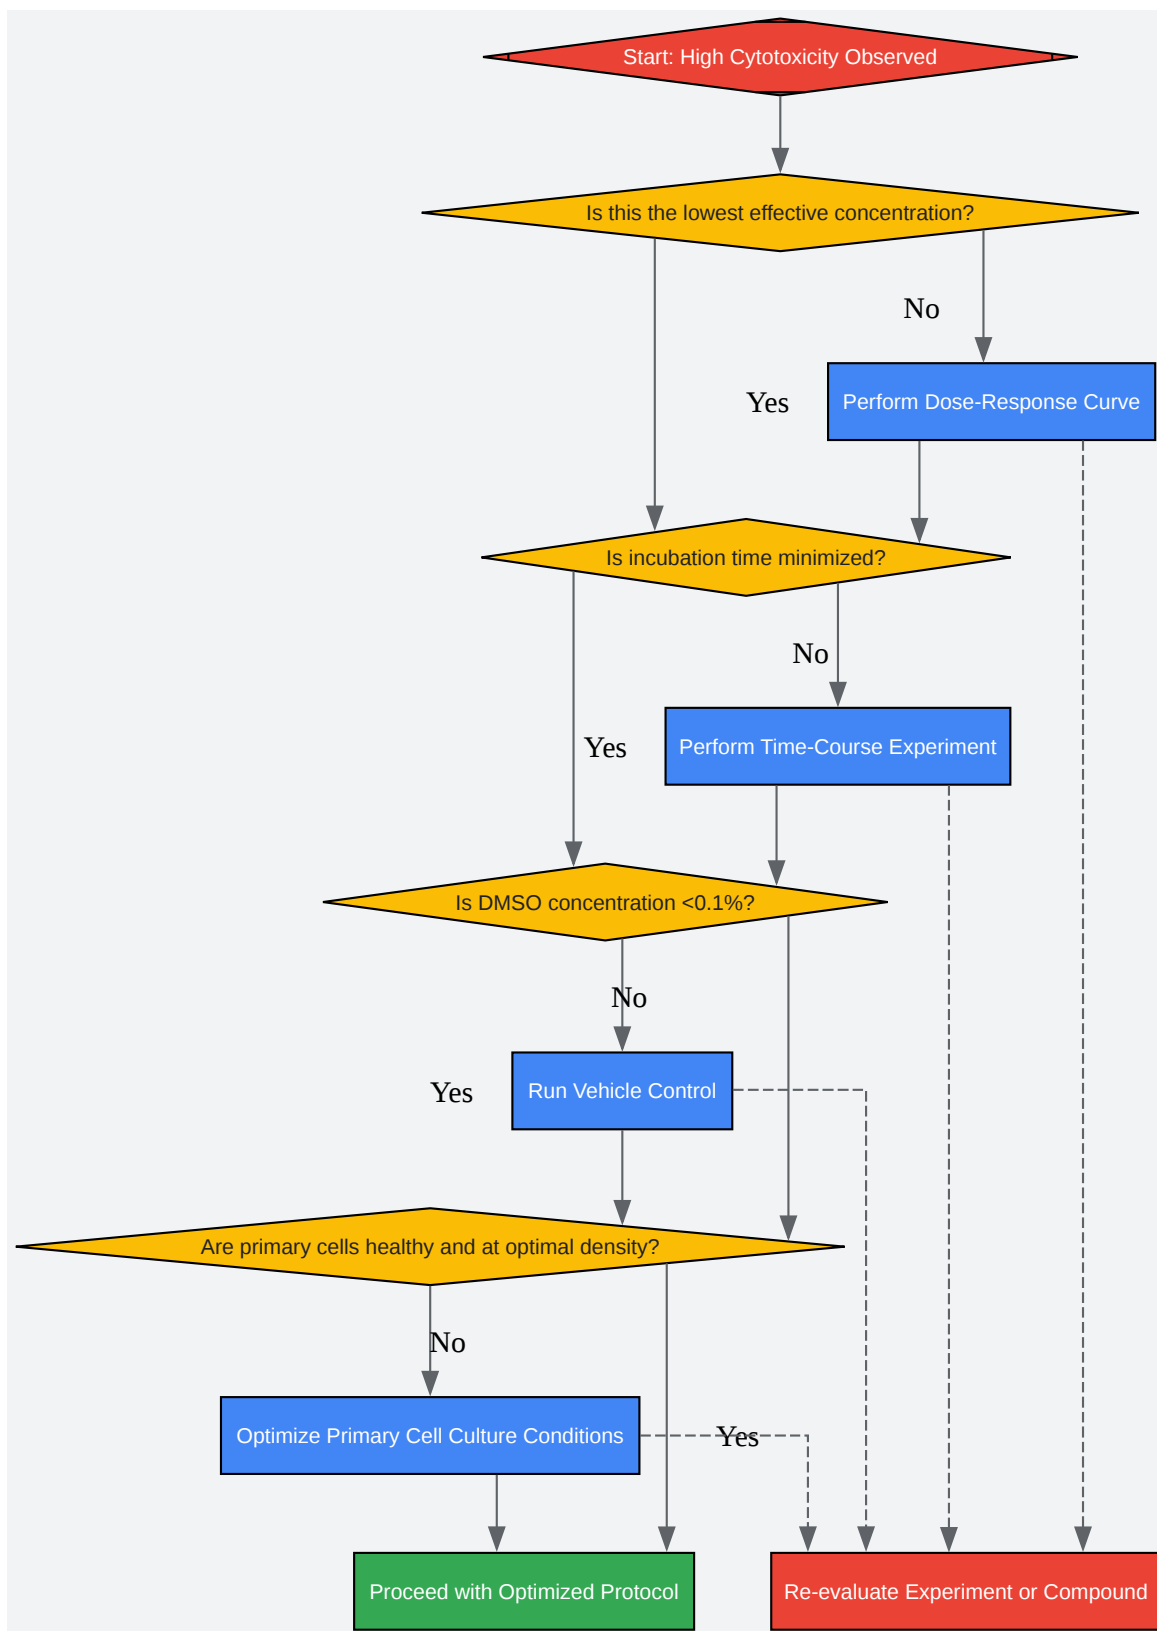 Start: High Cytotoxicity Observed
Is this the lowest effective concentration?
No
Yes
Perform Dose-Response Curve
Is incubation time minimized?
No
Yes
Perform Time-Course Experiment
Is DMSO concentration <0.1%?
No
Yes
Run Vehicle Control
Are primary cells healthy and at optimal density?
No
Optimize Primary Cell Culture Conditions
Yes
Proceed with Optimized Protocol
Re-evaluate Experiment or Compound